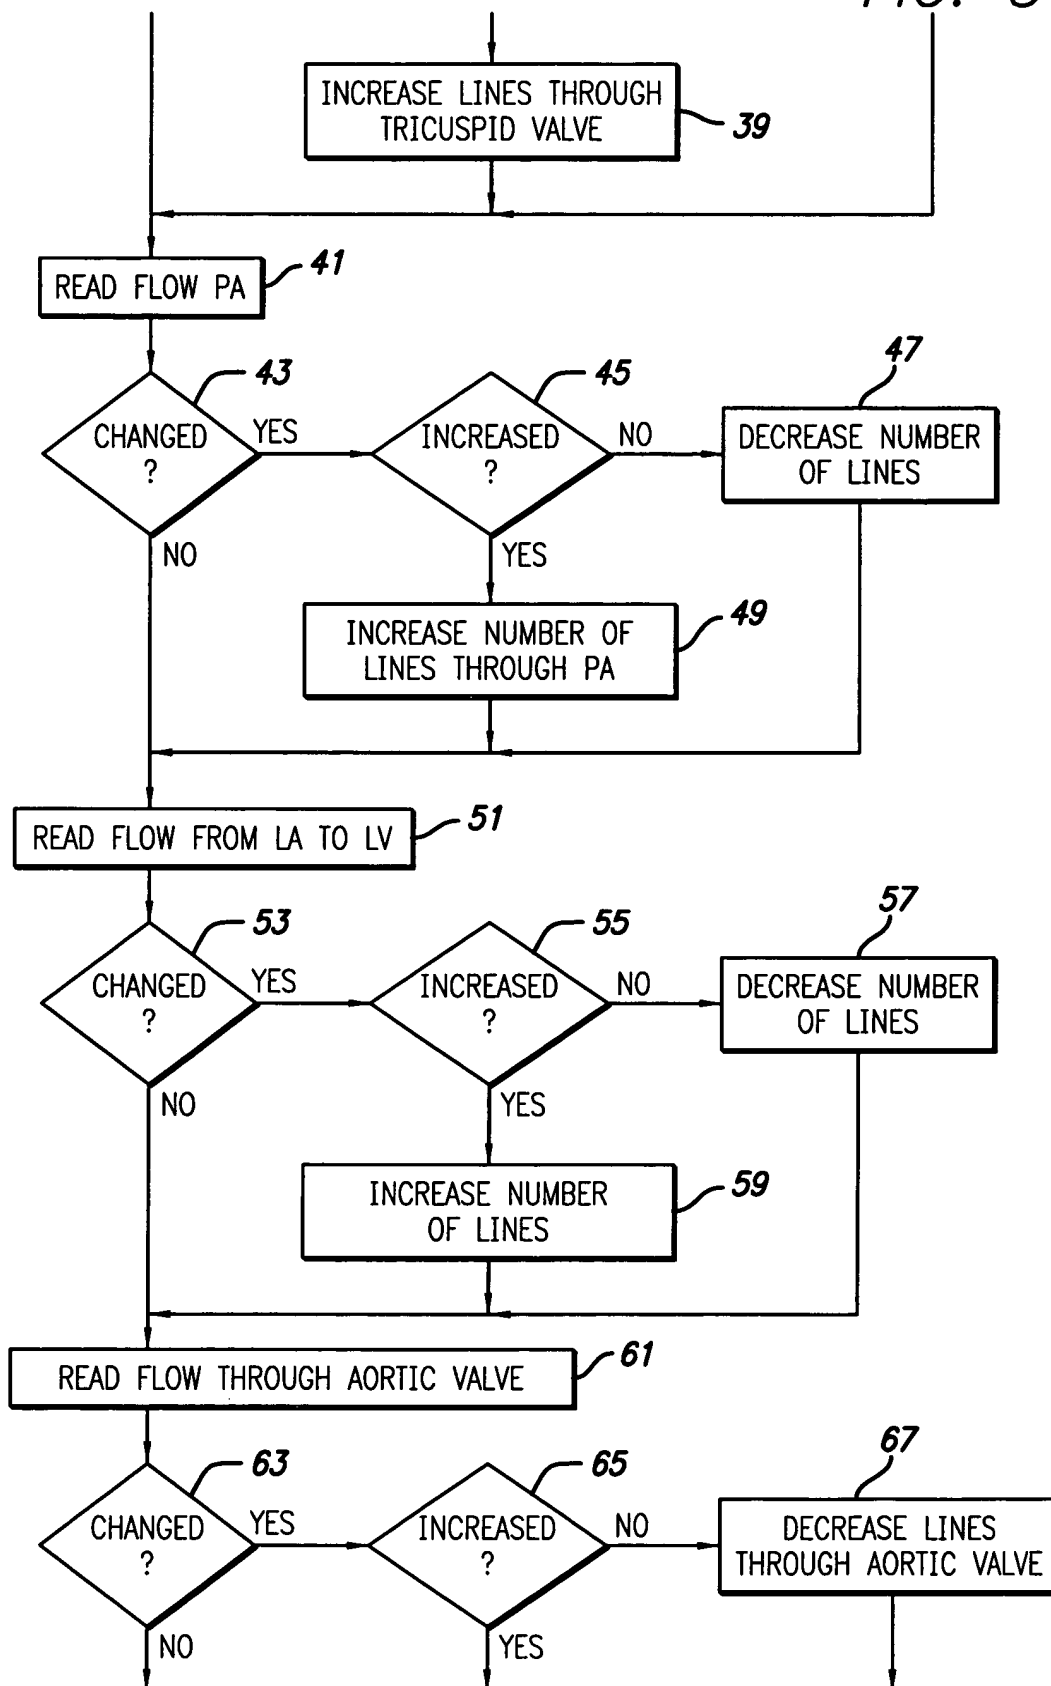 FIG.
INCREASE LINES THROUGH
TRICUSPID VALVE
39
READ FLOW PA
41
CHANGED
?
43
YES
NO
INCREASED
?
45
NO
YES
DECREASE NUMBER
OF LINES
47
INCREASE NUMBER OF
LINES THROUGH PA
49
READ FLOW FROM LA TO LV
51
CHANGED
?
53
YES
NO
INCREASED
?
55
NO
YES
DECREASE NUMBER
OF LINES
57
INCREASE NUMBER
OF LINES
59
READ FLOW THROUGH AORTIC VALVE
61
CHANGED
?
63
YES
NO
INCREASED
?
65
NO
YES
DECREASE LINES
THROUGH AORTIC VALVE
67